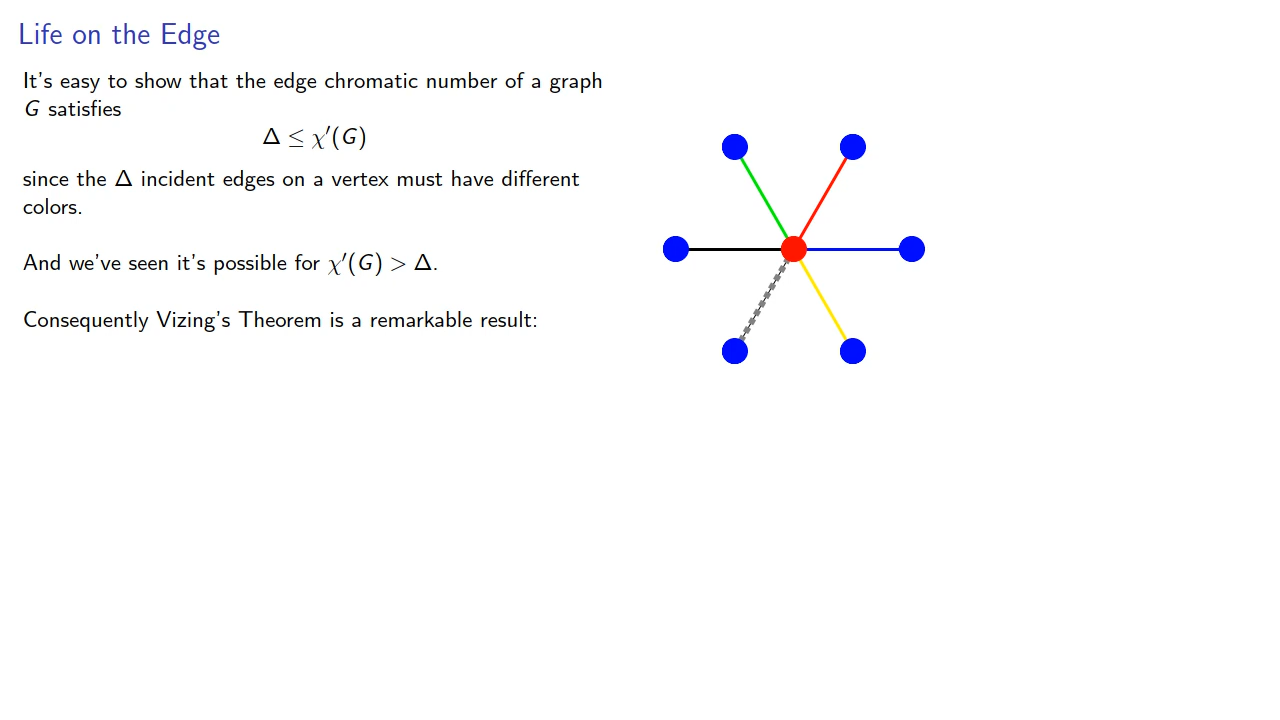 Life on the Edge
It's easy to show that the edge chromatic number of a graph
G satisfies
Δ ≤ χ′(G)
since the Δ incident edges on a vertex must have different
colors.
And we've seen it's possible for χ′(G) > Δ.
Consequently Vizing's Theorem is a remarkable result: